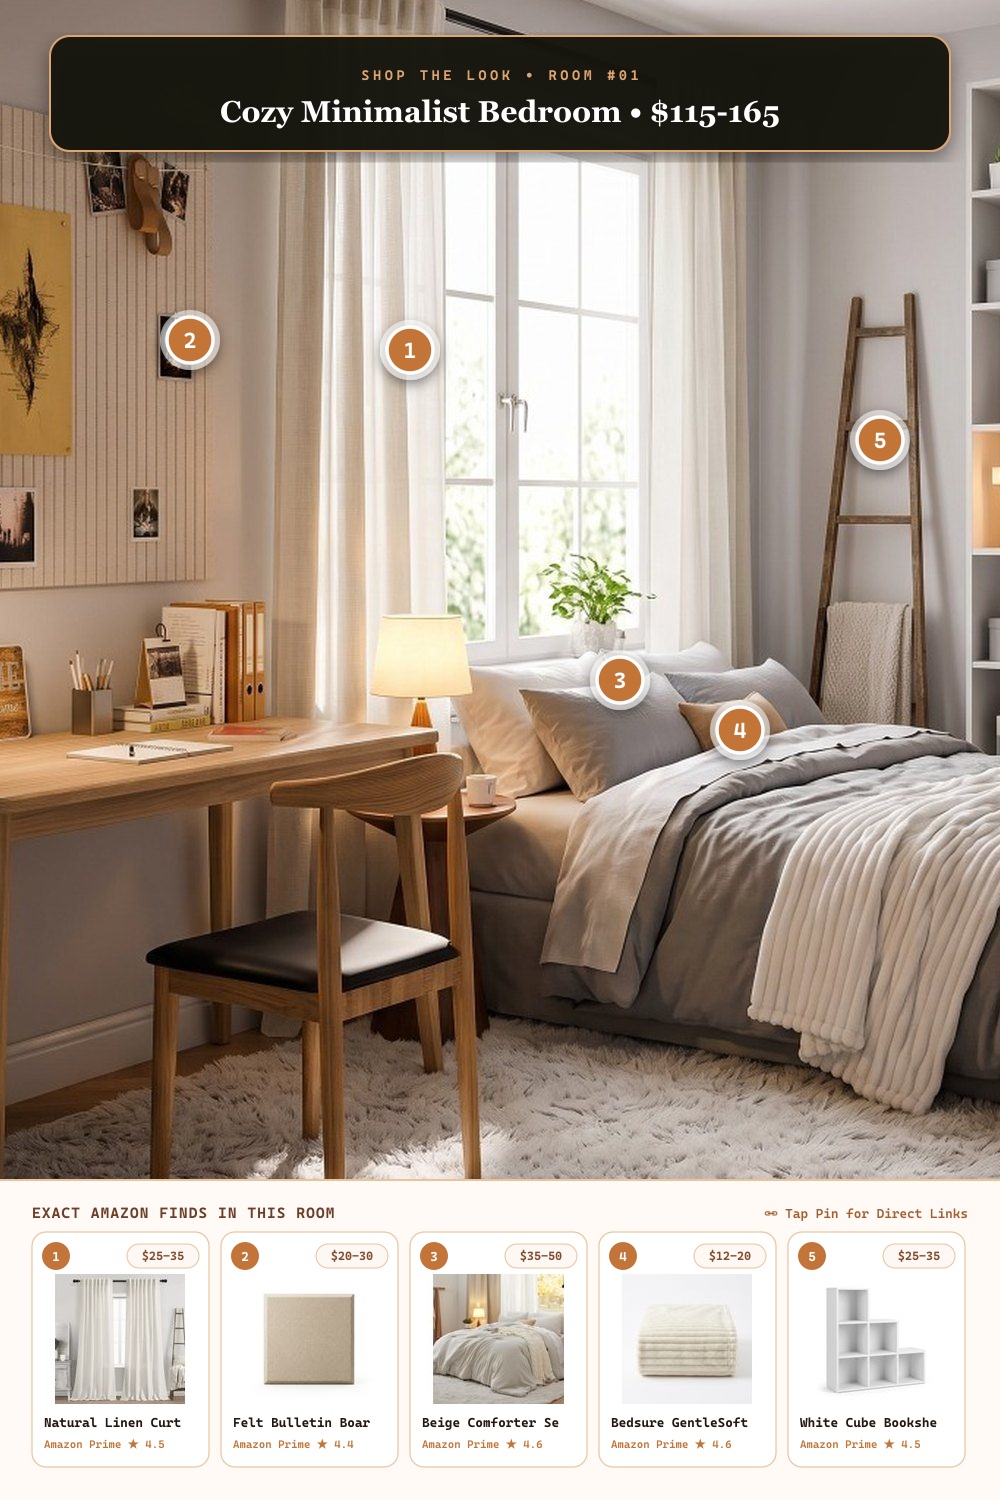 SHOP THE LOOK • ROOM #01
Cozy Minimalist Bedroom • $115-165
2
1
5
3
4
EXACT AMAZON FINDS IN THIS ROOM
Tap Pin for Direct Links
1
$25–35
Natural Linen Curt
Amazon Prime ★ 4.5
2
$20–30
Felt Bulletin Boar
Amazon Prime ★ 4.4
3
$35–50
Beige Comforter Se
Amazon Prime ★ 4.6
4
$12–20
Bedsure GentleSoft
Amazon Prime ★ 4.6
5
$25–35
White Cube Bookshe
Amazon Prime ★ 4.5